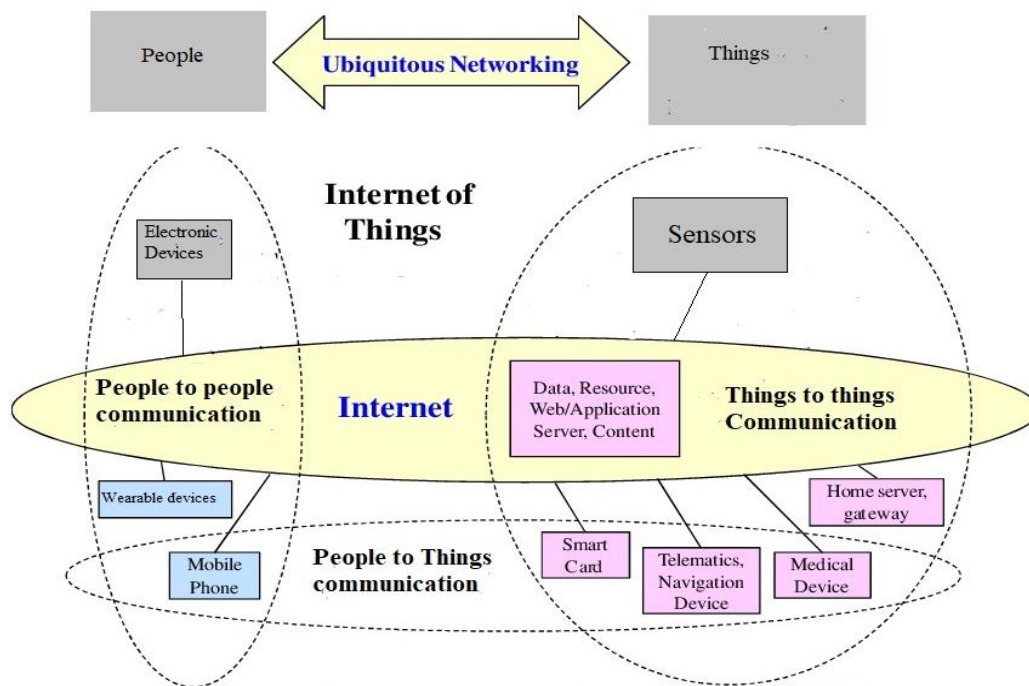 People
Ubiquitous Networking
Things
Internet of
Things
Electronic
Devices
Sensors
People to people
communication
Internet
Data, Resource,
Web/Application
Server, Content
Things to things
Communication
Wearable devices
Home server,
gateway
Mobile
Phone
People to Things
communication
Smart
Card
Telematics,
Navigation
Device
Medical
Device